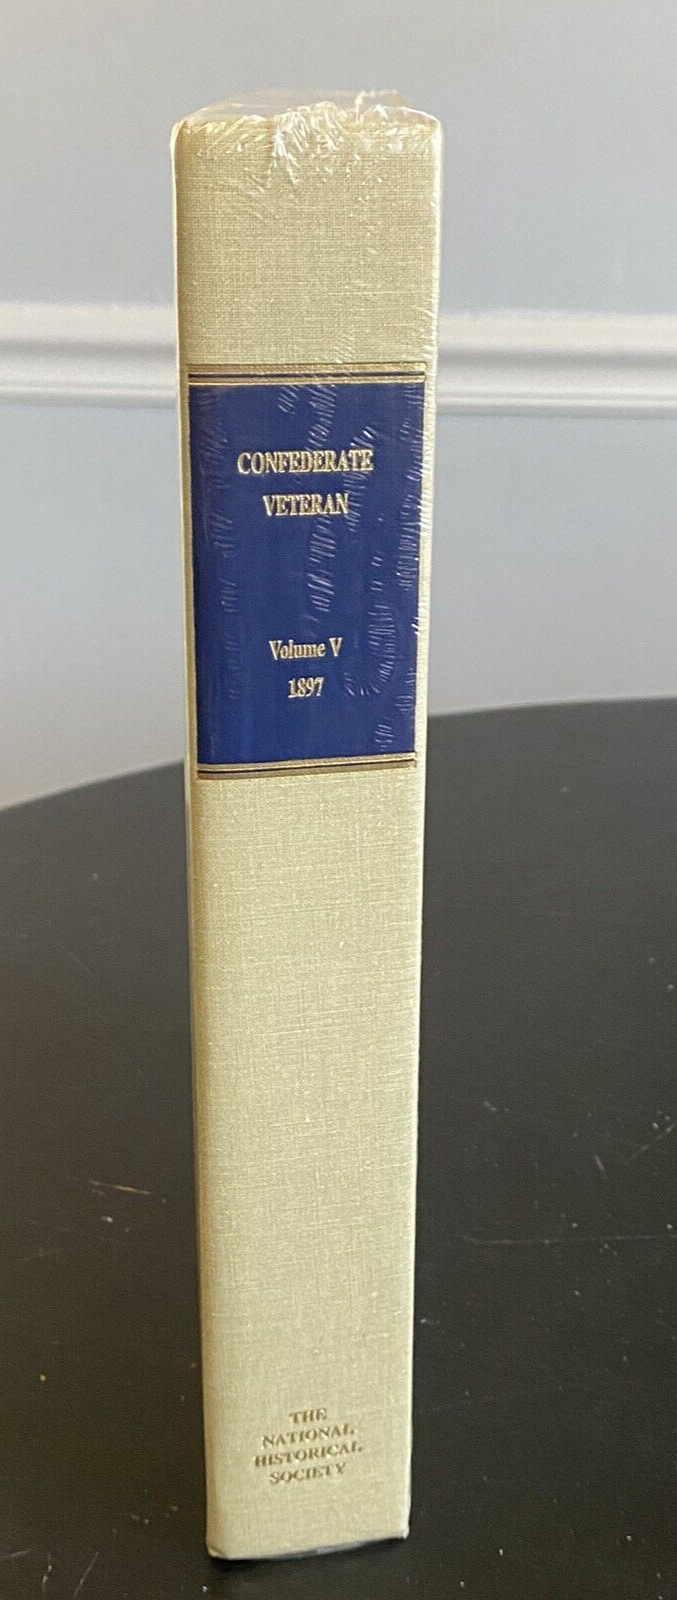 CONFEDERATE
VETERAN
Volume V
1897
THE
NATIONAL
HISTORICAL
SOCIETY